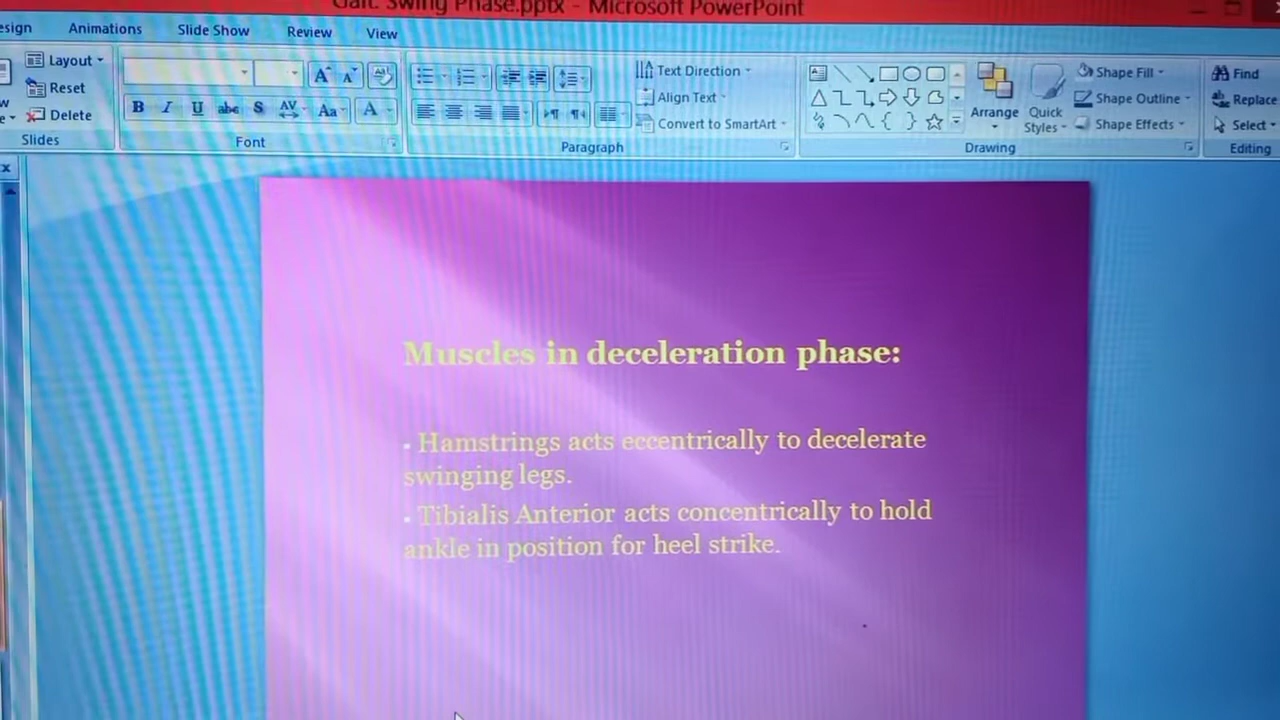 Gait: Swing Phase.pptx - Microsoft PowerPoint
esign Animations Slide Show Review View
Layout
Reset
Delete
Slides
B I U abc S AV Aa A
Font
Paragraph
Text Direction
Align Text
Convert to SmartArt
Arrange
Quick Styles
Shape Fill
Shape Outline
Shape Effects
Drawing
Find
Replace
Select
Editing
Muscles in deceleration phase:
▪ Hamstrings acts eccentrically to decelerate
swinging legs.
▪ Tibialis Anterior acts concentrically to hold
ankle in position for heel strike.